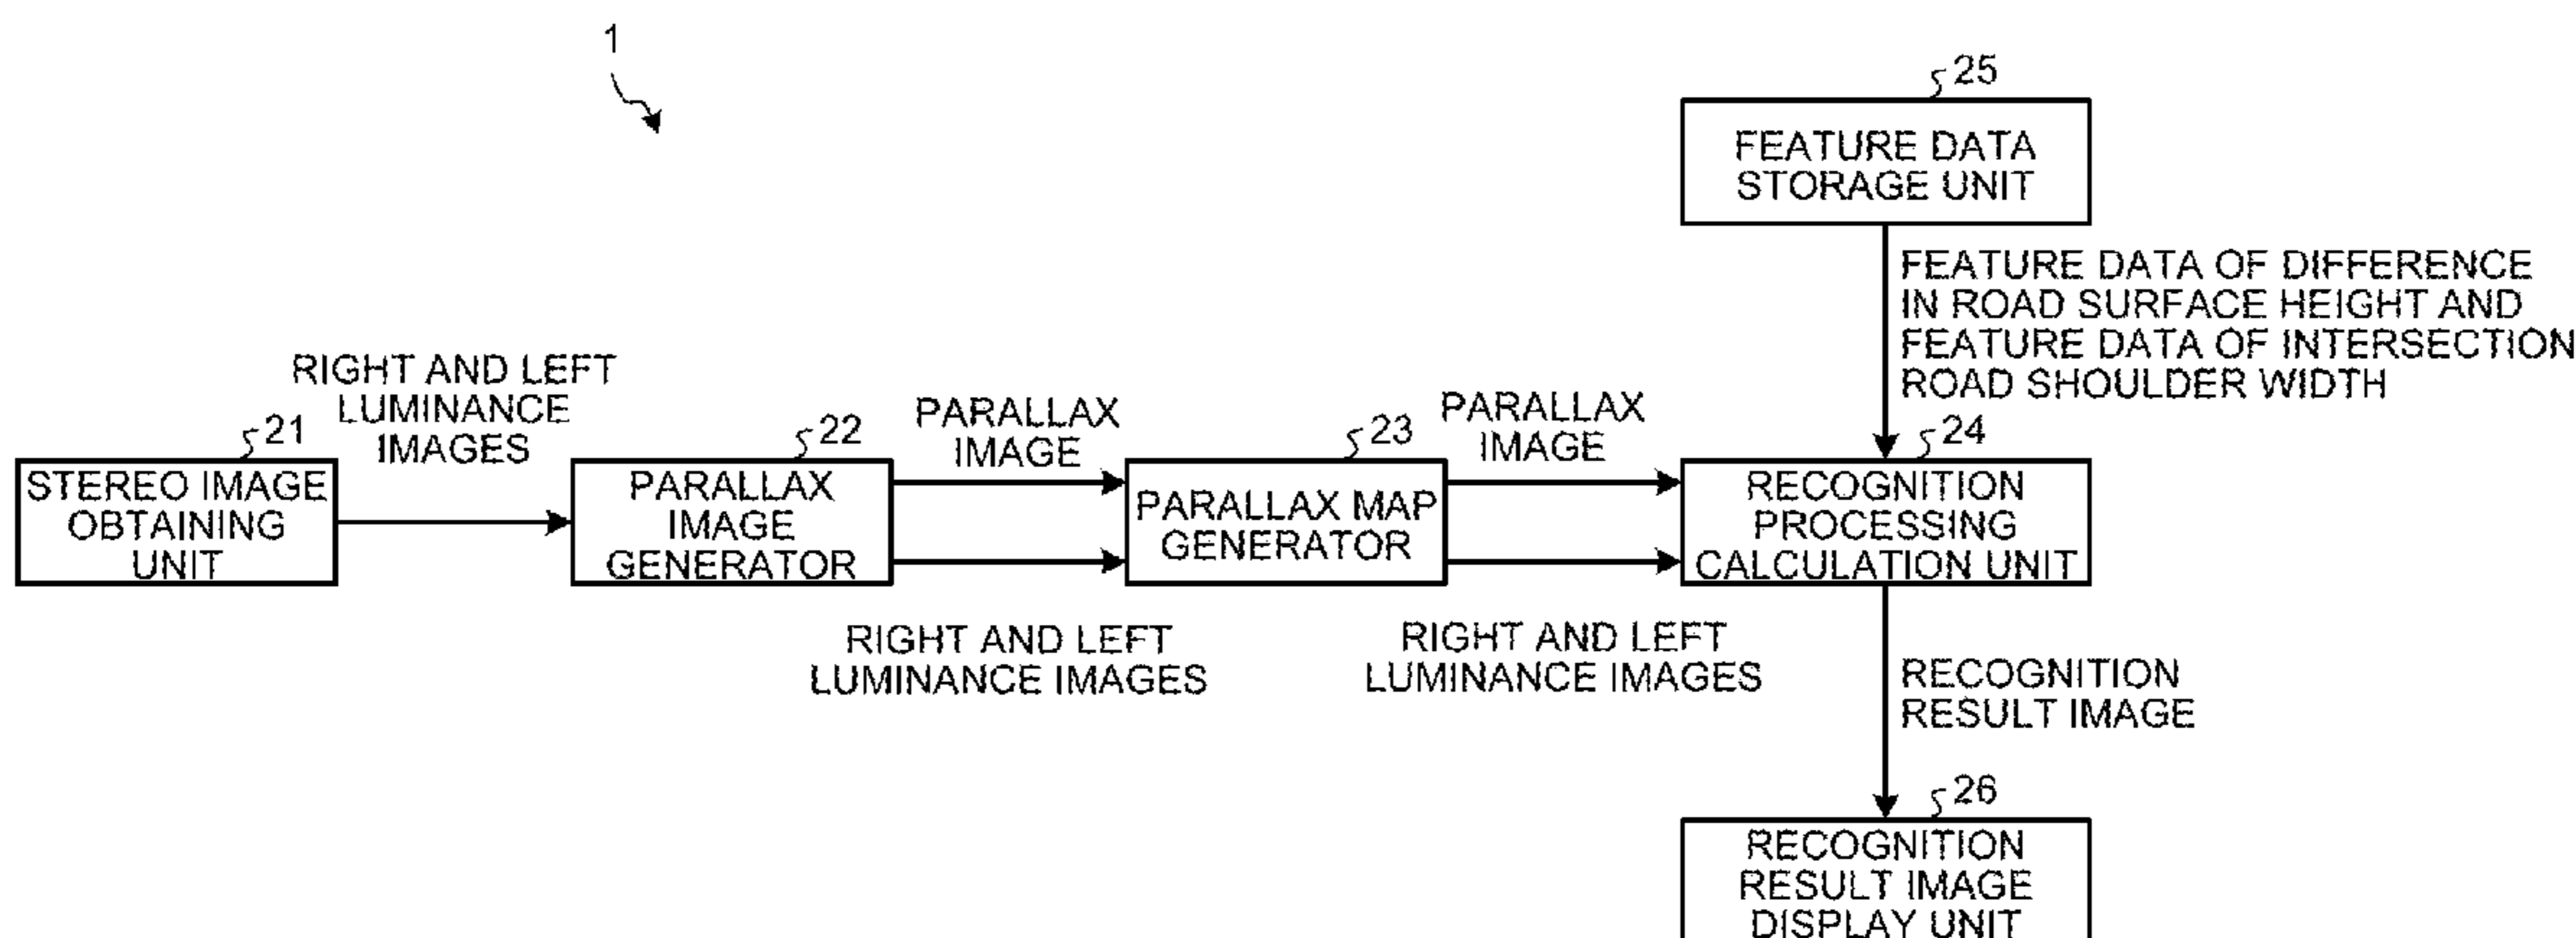 1
25
FEATURE DATA
STORAGE UNIT
FEATURE DATA OF DIFFERENCE
IN ROAD SURFACE HEIGHT AND
FEATURE DATA OF INTERSECTION
ROAD SHOULDER WIDTH
RIGHT AND LEFT
LUMINANCE
IMAGES
21
STEREO IMAGE
OBTAINING
UNIT
22
PARALLAX
IMAGE
GENERATOR
PARALLAX
IMAGE
RIGHT AND LEFT
LUMINANCE IMAGES
23
PARALLAX MAP
GENERATOR
PARALLAX
IMAGE
RIGHT AND LEFT
LUMINANCE IMAGES
24
RECOGNITION
PROCESSING
CALCULATION UNIT
RECOGNITION
RESULT IMAGE
26
RECOGNITION
RESULT IMAGE
DISPLAY UNIT